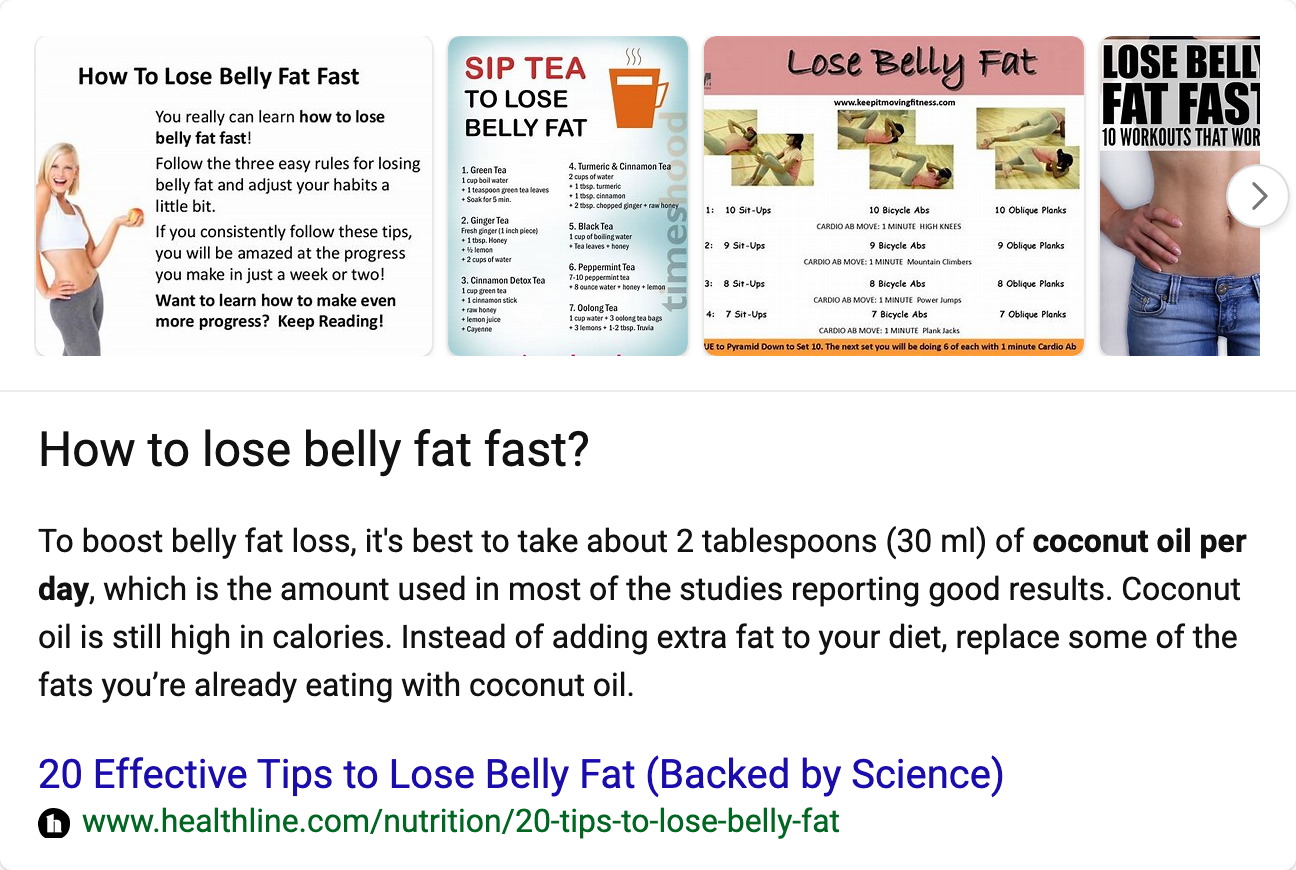 How To Lose Belly Fat Fast
You really can learn how to lose
belly fat fast!
Follow the three easy rules for losing
belly fat and adjust your habits a
little bit.
If you consistently follow these tips,
you will be amazed at the progress
you make in just a week or two!
Want to learn how to make even
more progress? Keep Reading!
SIP TEA
TO LOSE
BELLY FAT
1. Green Tea
1 cup boil water
+ 1 teaspoon green tea leaves
+ Soak for 5 min.
2. Ginger Tea
Fresh ginger (1 inch piece)
+ 1 tbsp. Honey
+ ½ lemon
+ 2 cups of water
3. Cinnamon Detox Tea
1 cup green tea
+ 1 cinnamon stick
+ raw honey
+ lemon juice
+ Cayenne
4. Turmeric & Cinnamon Tea
2 cups of water
+ 1 tbsp. turmeric
+ 1 tbsp. cinnamon
+ 2 tbsp. chopped ginger + raw honey
5. Black Tea
1 cup of boiling water
+ Tea leaves + honey
6. Peppermint Tea
7-10 peppermint tea
+ 8 ounce water + honey + lemon
7. Oolong Tea
1 cup water + 3 oolong tea bags
+ 3 lemons + 1-2 tbsp. Truvia
timeshood
Lose Belly Fat
www.keepitmovingfitness.com
1: 10 Sit-Ups 10 Bicycle Abs 10 Oblique Planks
CARDIO AB MOVE: 1 MINUTE HIGH KNEES
2: 9 Sit-Ups 9 Bicycle Abs 9 Oblique Planks
CARDIO AB MOVE: 1 MINUTE Mountain Climbers
3: 8 Sit-Ups 8 Bicycle Abs 8 Oblique Planks
CARDIO AB MOVE: 1 MINUTE Power Jumps
4: 7 Sit-Ups 7 Bicycle Abs 7 Oblique Planks
CARDIO AB MOVE: 1 MINUTE Plank Jacks
UE to Pyramid Down to Set 10. The next set you will be doing 6 of each with 1 minute Cardio Ab
LOSE BELLY
FAT FAST
10 WORKOUTS THAT WOR
How to lose belly fat fast?
To boost belly fat loss, it's best to take about 2 tablespoons (30 ml) of coconut oil per
day, which is the amount used in most of the studies reporting good results. Coconut
oil is still high in calories. Instead of adding extra fat to your diet, replace some of the
fats you’re already eating with coconut oil.
20 Effective Tips to Lose Belly Fat (Backed by Science)
h www.healthline.com/nutrition/20-tips-to-lose-belly-fat